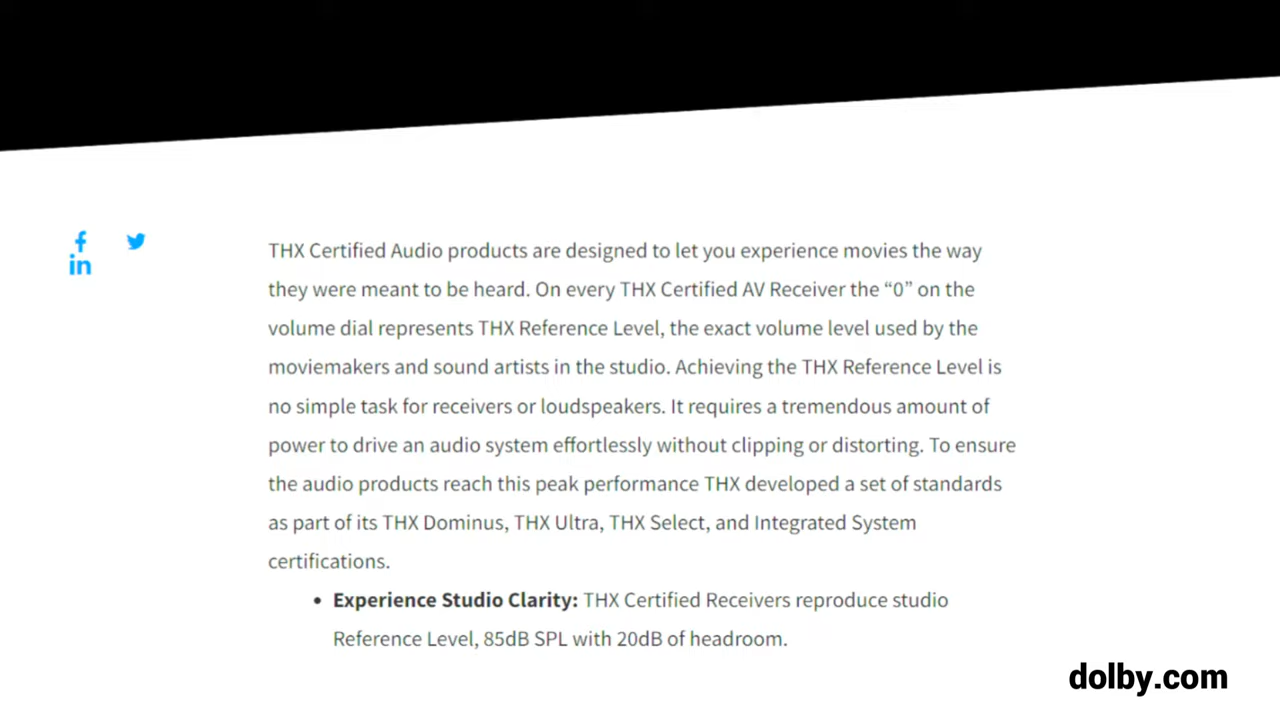 THX Certified Audio products are designed to let you experience movies the way
they were meant to be heard. On every THX Certified AV Receiver the “0” on the
volume dial represents THX Reference Level, the exact volume level used by the
moviemakers and sound artists in the studio. Achieving the THX Reference Level is
no simple task for receivers or loudspeakers. It requires a tremendous amount of
power to drive an audio system effortlessly without clipping or distorting. To ensure
the audio products reach this peak performance THX developed a set of standards
as part of its THX Dominus, THX Ultra, THX Select, and Integrated System
certifications.
• Experience Studio Clarity: THX Certified Receivers reproduce studio
Reference Level, 85dB SPL with 20dB of headroom.
dolby.com